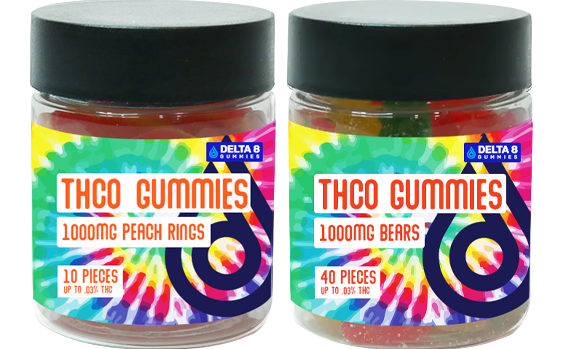 DELTA 8
GUMMIES
THCO GUMMIES
1000MG PEACH RINGS
10 PIECES
UP TO .03% THC
DELTA 8
GUMMIES
THCO GUMMIES
1000MG BEARS
40 PIECES
UP TO .03% THC